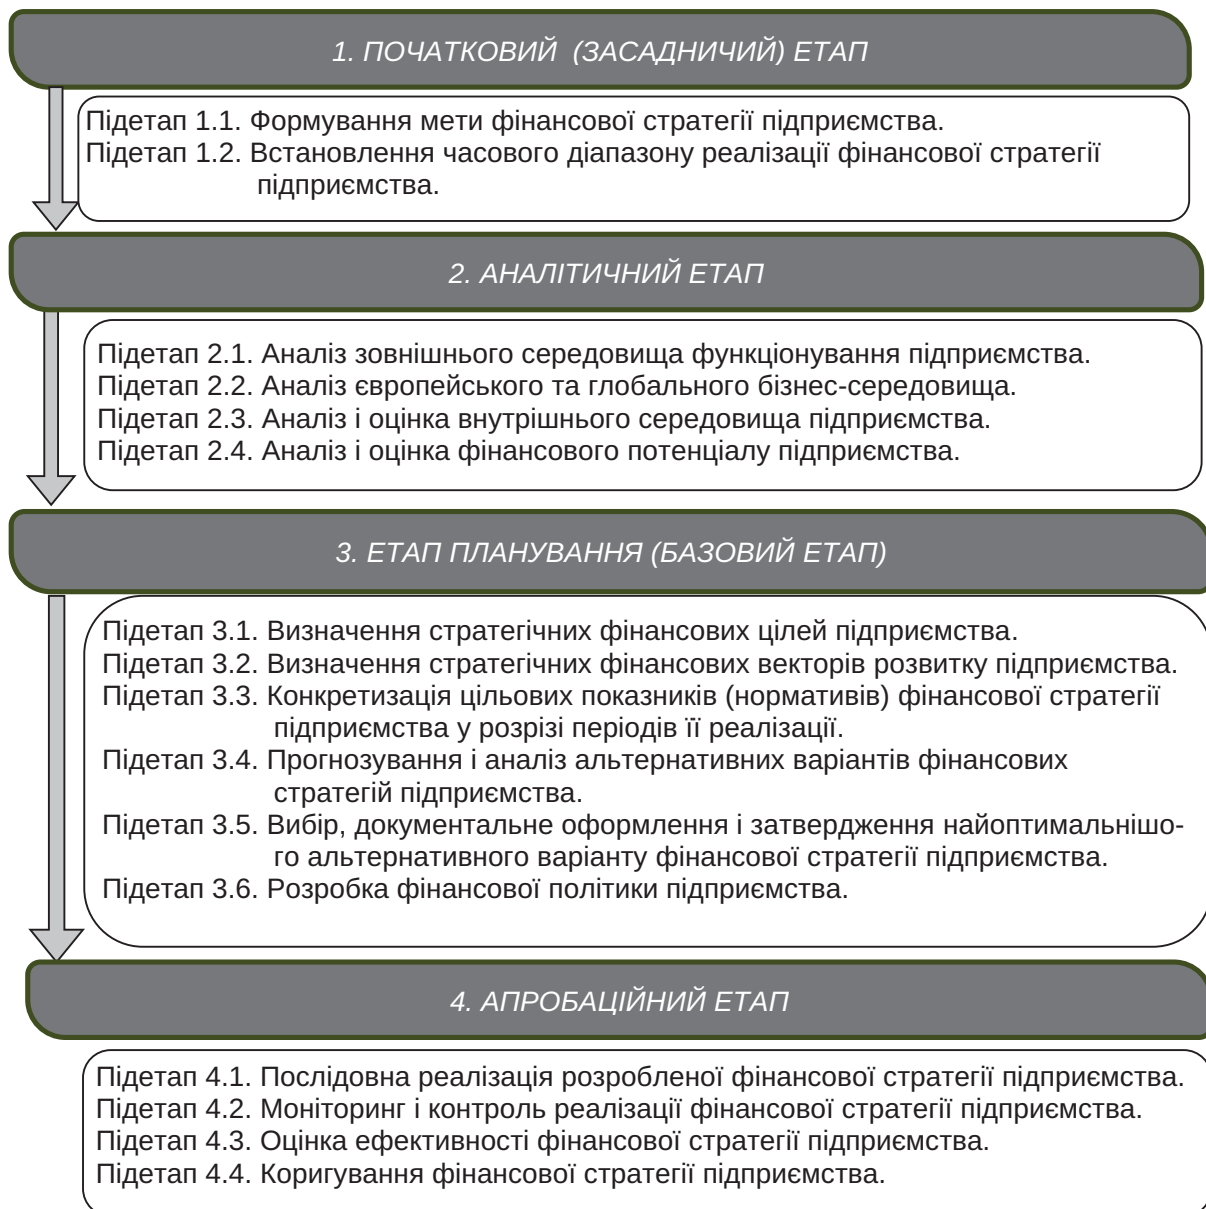 1. ПОЧАТКОВИЙ (ЗАСАДНИЧИЙ) ЕТАП
Підетап 1.1. Формування мети фінансової стратегії підприємства.
Підетап 1.2. Встановлення часового діапазону реалізації фінансової стратегії
підприємства.
2. АНАЛІТИЧНИЙ ЕТАП
Підетап 2.1. Аналіз зовнішнього середовища функціонування підприємства.
Підетап 2.2. Аналіз європейського та глобального бізнес-середовища.
Підетап 2.3. Аналіз і оцінка внутрішнього середовища підприємства.
Підетап 2.4. Аналіз і оцінка фінансового потенціалу підприємства.
3. ЕТАП ПЛАНУВАННЯ (БАЗОВИЙ ЕТАП)
Підетап 3.1. Визначення стратегічних фінансових цілей підприємства.
Підетап 3.2. Визначення стратегічних фінансових векторів розвитку підприємства.
Підетап 3.3. Конкретизація цільових показників (нормативів) фінансової стратегії
підприємства у розрізі періодів її реалізації.
Підетап 3.4. Прогнозування і аналіз альтернативних варіантів фінансових
стратегій підприємства.
Підетап 3.5. Вибір, документальне оформлення і затвердження найоптимальнішо-
го альтернативного варіанту фінансової стратегії підприємства.
Підетап 3.6. Розробка фінансової політики підприємства.
4. АПРОБАЦІЙНИЙ ЕТАП
Підетап 4.1. Послідовна реалізація розробленої фінансової стратегії підприємства.
Підетап 4.2. Моніторинг і контроль реалізації фінансової стратегії підприємства.
Підетап 4.3. Оцінка ефективності фінансової стратегії підприємства.
Підетап 4.4. Коригування фінансової стратегії підприємства.